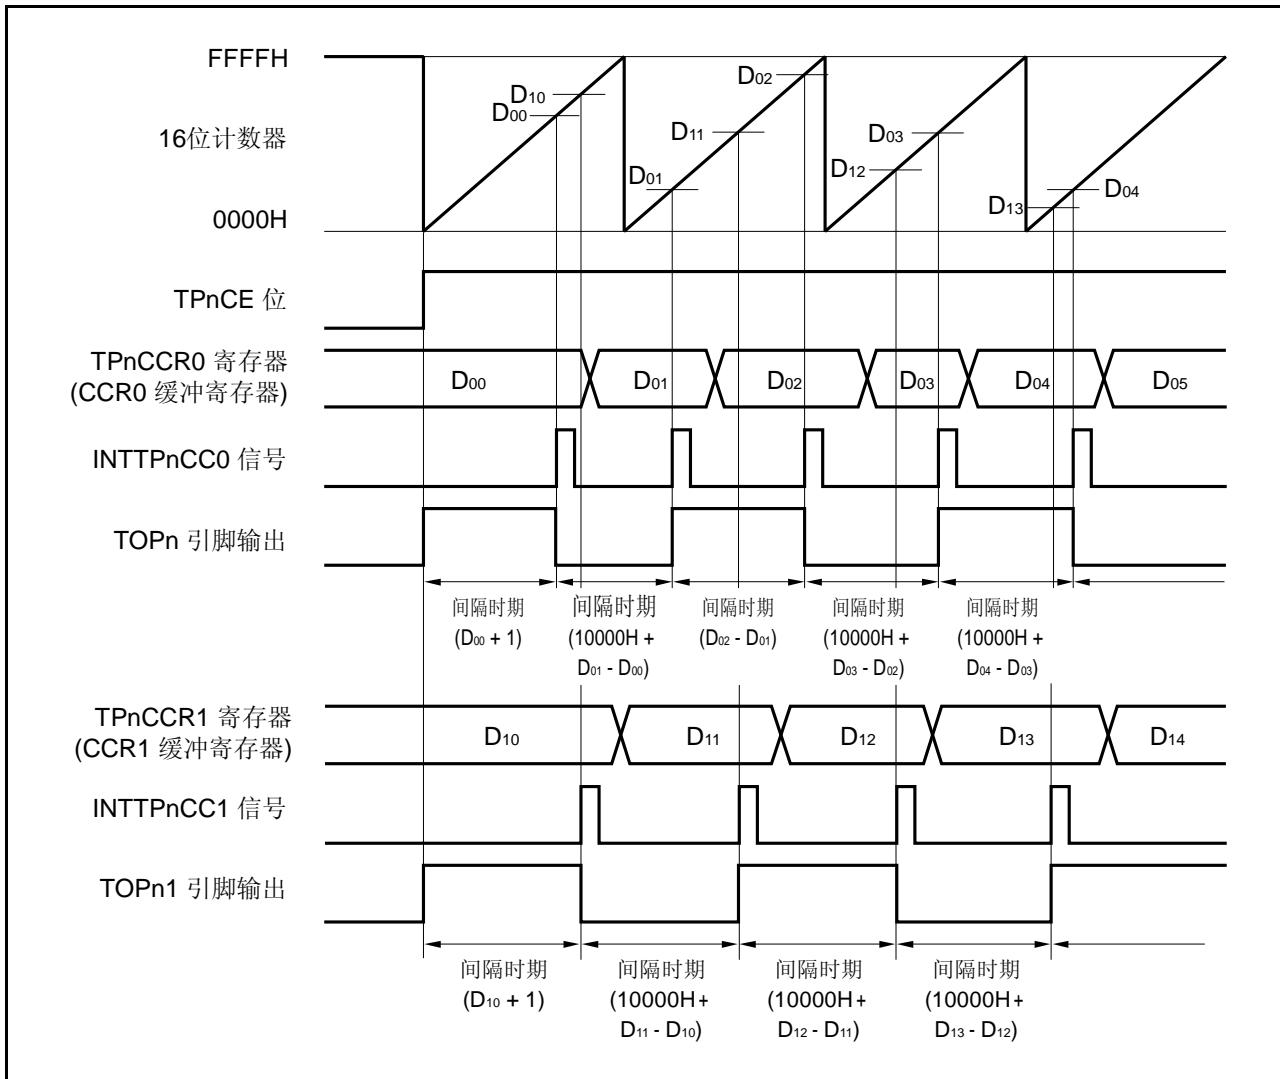 FFFFH
D10
D00
D02
D11
D03
16位计数器
D01
D12
D04
D13
0000H
TPnCE 位
TPnCCR0 寄存器
(CCR0 缓冲寄存器)
D00
D01
D02
D03
D04
D05
INTTPnCC0 信号
TOPn 引脚输出
间隔时期
(D00 + 1)
间隔时期
(10000H +
D01 - D00)
间隔时期
(D02 - D01)
间隔时期
(10000H +
D03 - D02)
间隔时期
(10000H +
D04 - D03)
TPnCCR1 寄存器
(CCR1 缓冲寄存器)
D10
D11
D12
D13
D14
INTTPnCC1 信号
TOPn1 引脚输出
间隔时期
(D10 + 1)
间隔时期
(10000H +
D11 - D10)
间隔时期
(10000H +
D12 - D11)
间隔时期
(10000H +
D13 - D12)